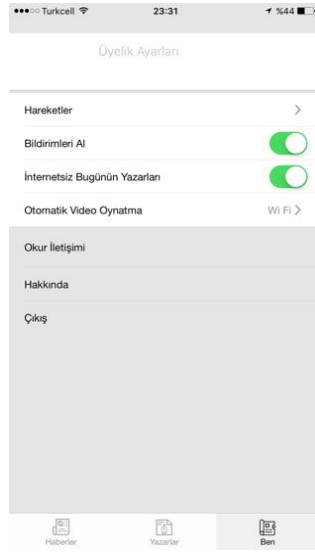 Turkcell 23:31 %44
Üyelik Ayarları
Hareketler
Bildirimleri Al
İnternetsiz Bugünün Yazarları
Otomatik Video Oynatma Wi Fi
Okur İletişimi
Hakkında
Çıkış
Haberler Yazarlar Ben